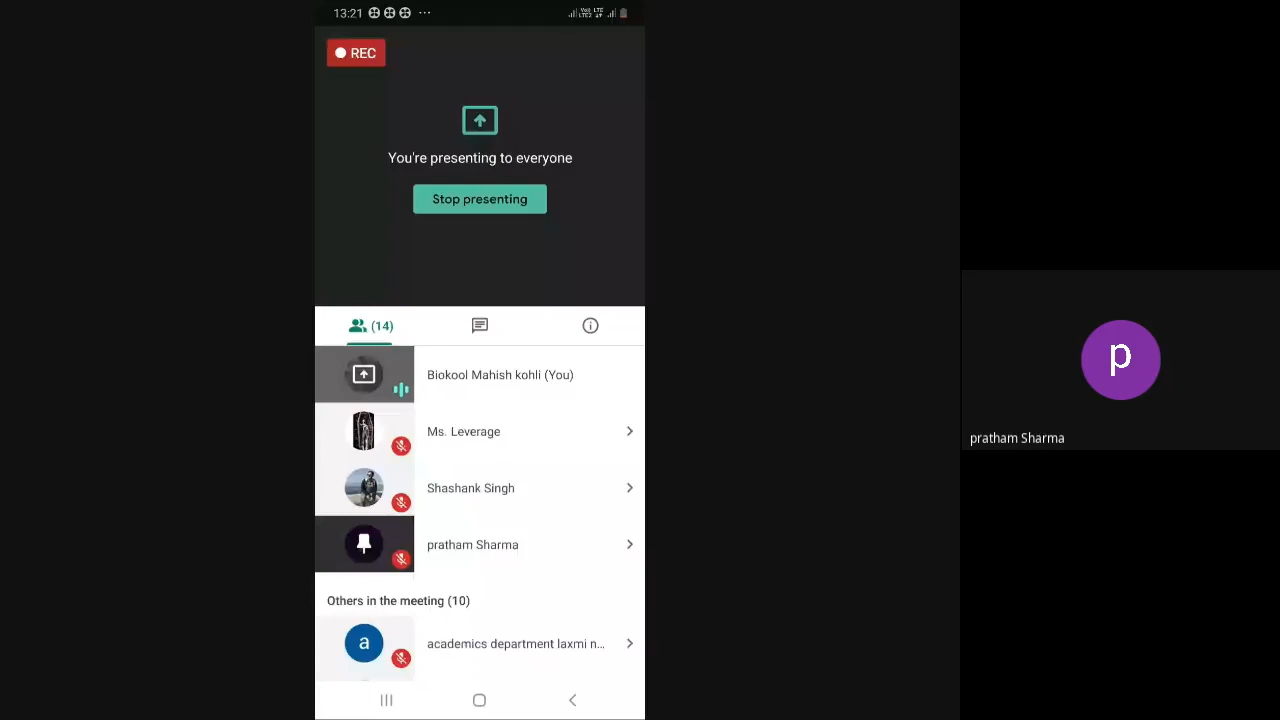 13:21
REC
You're presenting to everyone
Stop presenting
(14)
Biokool Mahish kohli (You)
Ms. Leverage
Shashank Singh
pratham Sharma
Others in the meeting (10)
a
academics department laxmi n...
p
pratham Sharma